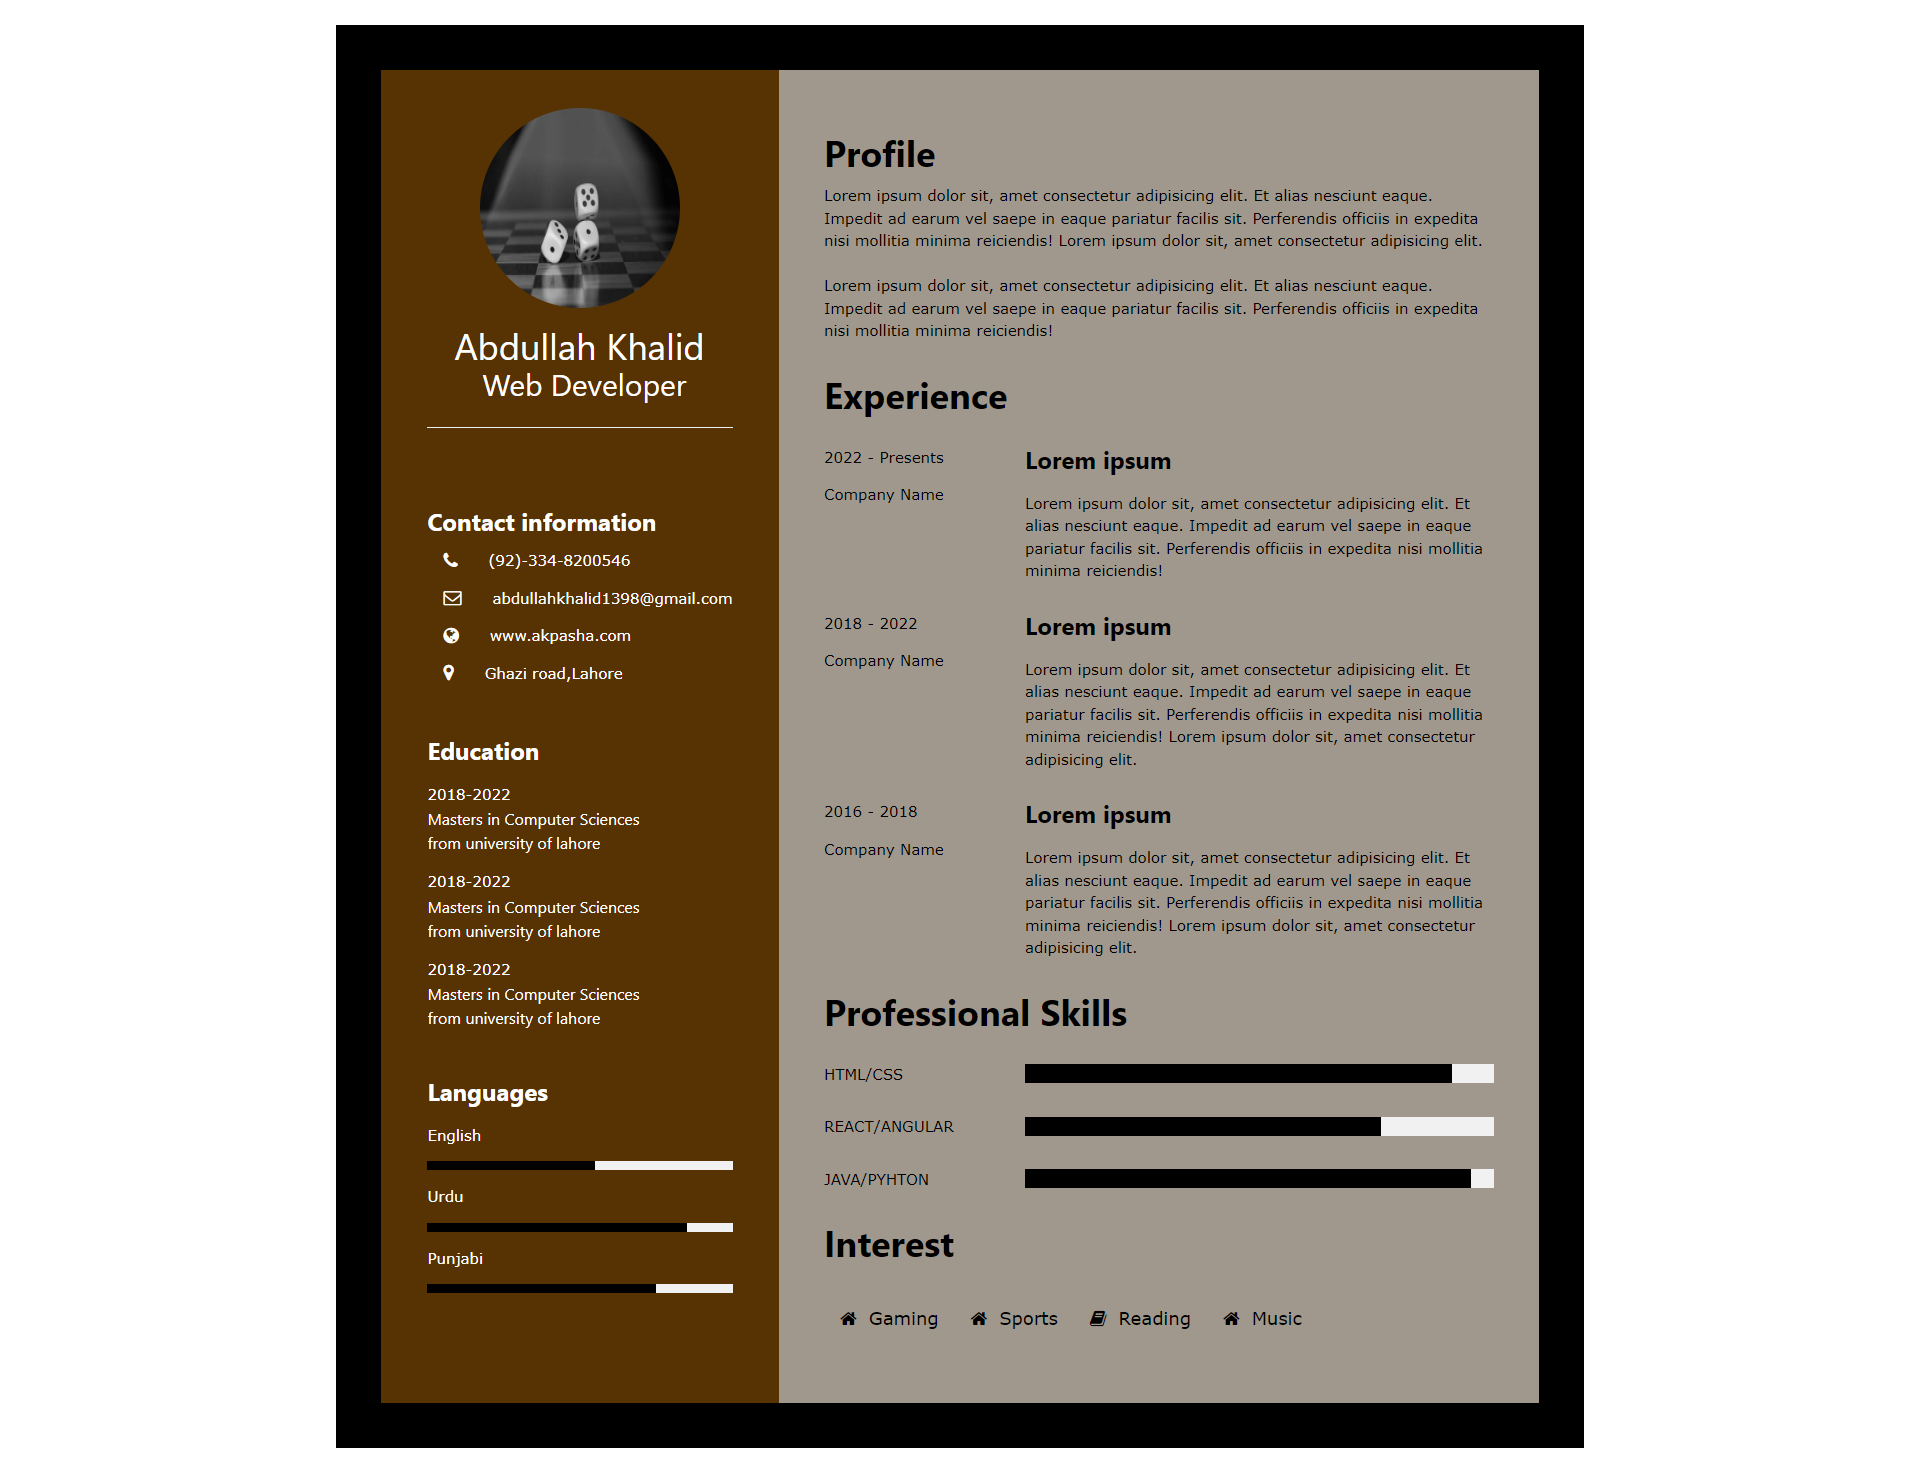 Abdullah Khalid
Web Developer
Contact information
(92)-334-8200546
abdullahkhalid1398@gmail.com
www.akpasha.com
Ghazi road,Lahore
Education
2018-2022
Masters in Computer Sciences
from university of lahore
2018-2022
Masters in Computer Sciences
from university of lahore
2018-2022
Masters in Computer Sciences
from university of lahore
Languages
English
Urdu
Punjabi
Profile
Lorem ipsum dolor sit, amet consectetur adipisicing elit. Et alias nesciunt eaque.
Impedit ad earum vel saepe in eaque pariatur facilis sit. Perferendis officiis in expedita
nisi mollitia minima reiciendis! Lorem ipsum dolor sit, amet consectetur adipisicing elit.
Lorem ipsum dolor sit, amet consectetur adipisicing elit. Et alias nesciunt eaque.
Impedit ad earum vel saepe in eaque pariatur facilis sit. Perferendis officiis in expedita
nisi mollitia minima reiciendis!
Experience
2022 - Presents
Company Name
Lorem ipsum
Lorem ipsum dolor sit, amet consectetur adipisicing elit. Et
alias nesciunt eaque. Impedit ad earum vel saepe in eaque
pariatur facilis sit. Perferendis officiis in expedita nisi mollitia
minima reiciendis!
2018 - 2022
Company Name
Lorem ipsum
Lorem ipsum dolor sit, amet consectetur adipisicing elit. Et
alias nesciunt eaque. Impedit ad earum vel saepe in eaque
pariatur facilis sit. Perferendis officiis in expedita nisi mollitia
minima reiciendis! Lorem ipsum dolor sit, amet consectetur
adipisicing elit.
2016 - 2018
Company Name
Lorem ipsum
Lorem ipsum dolor sit, amet consectetur adipisicing elit. Et
alias nesciunt eaque. Impedit ad earum vel saepe in eaque
pariatur facilis sit. Perferendis officiis in expedita nisi mollitia
minima reiciendis! Lorem ipsum dolor sit, amet consectetur
adipisicing elit.
Professional Skills
HTML/CSS
REACT/ANGULAR
JAVA/PYHTON
Interest
Gaming Sports Reading Music